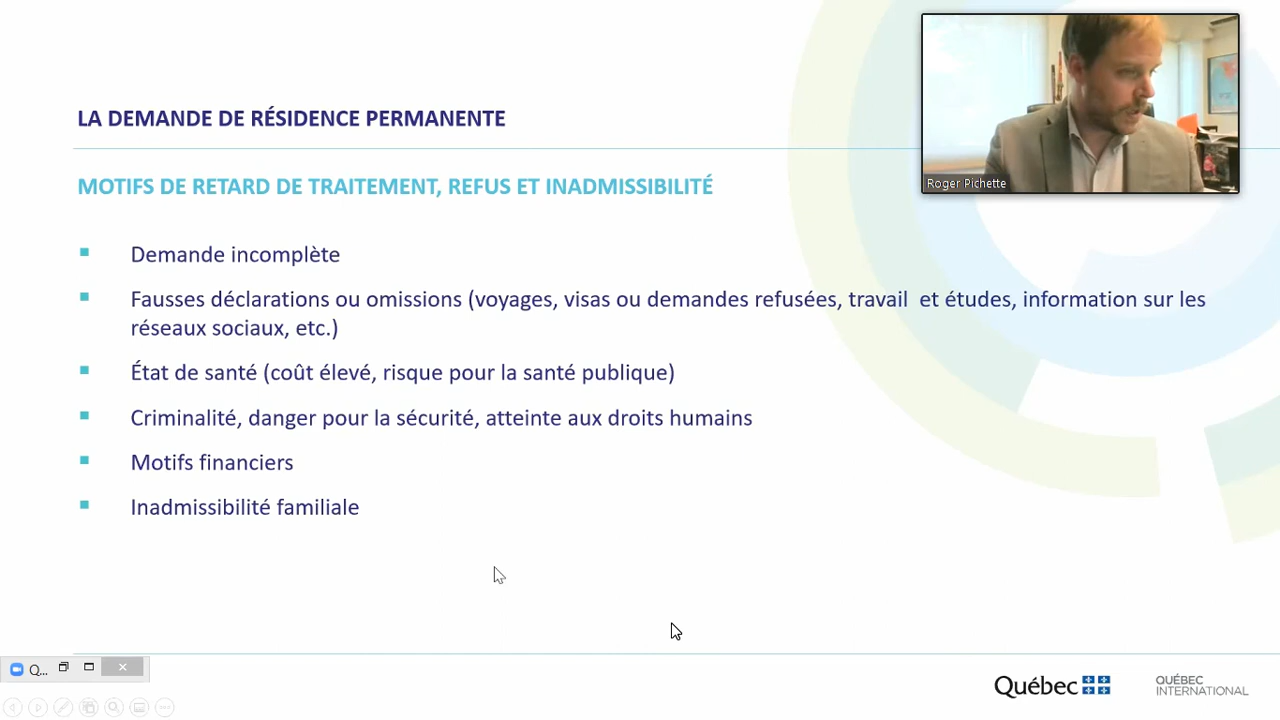 LA DEMANDE DE RÉSIDENCE PERMANENTE
MOTIFS DE RETARD DE TRAITEMENT, REFUS ET INADMISSIBILITÉ
Demande incomplète
Fausses déclarations ou omissions (voyages, visas ou demandes refusées, travail et études, information sur les
réseaux sociaux, etc.)
État de santé (coût élevé, risque pour la santé publique)
Criminalité, danger pour la sécurité, atteinte aux droits humains
Motifs financiers
Inadmissibilité familiale
Roger Pichette
Q...
Québec
QUÉBEC
INTERNATIONAL